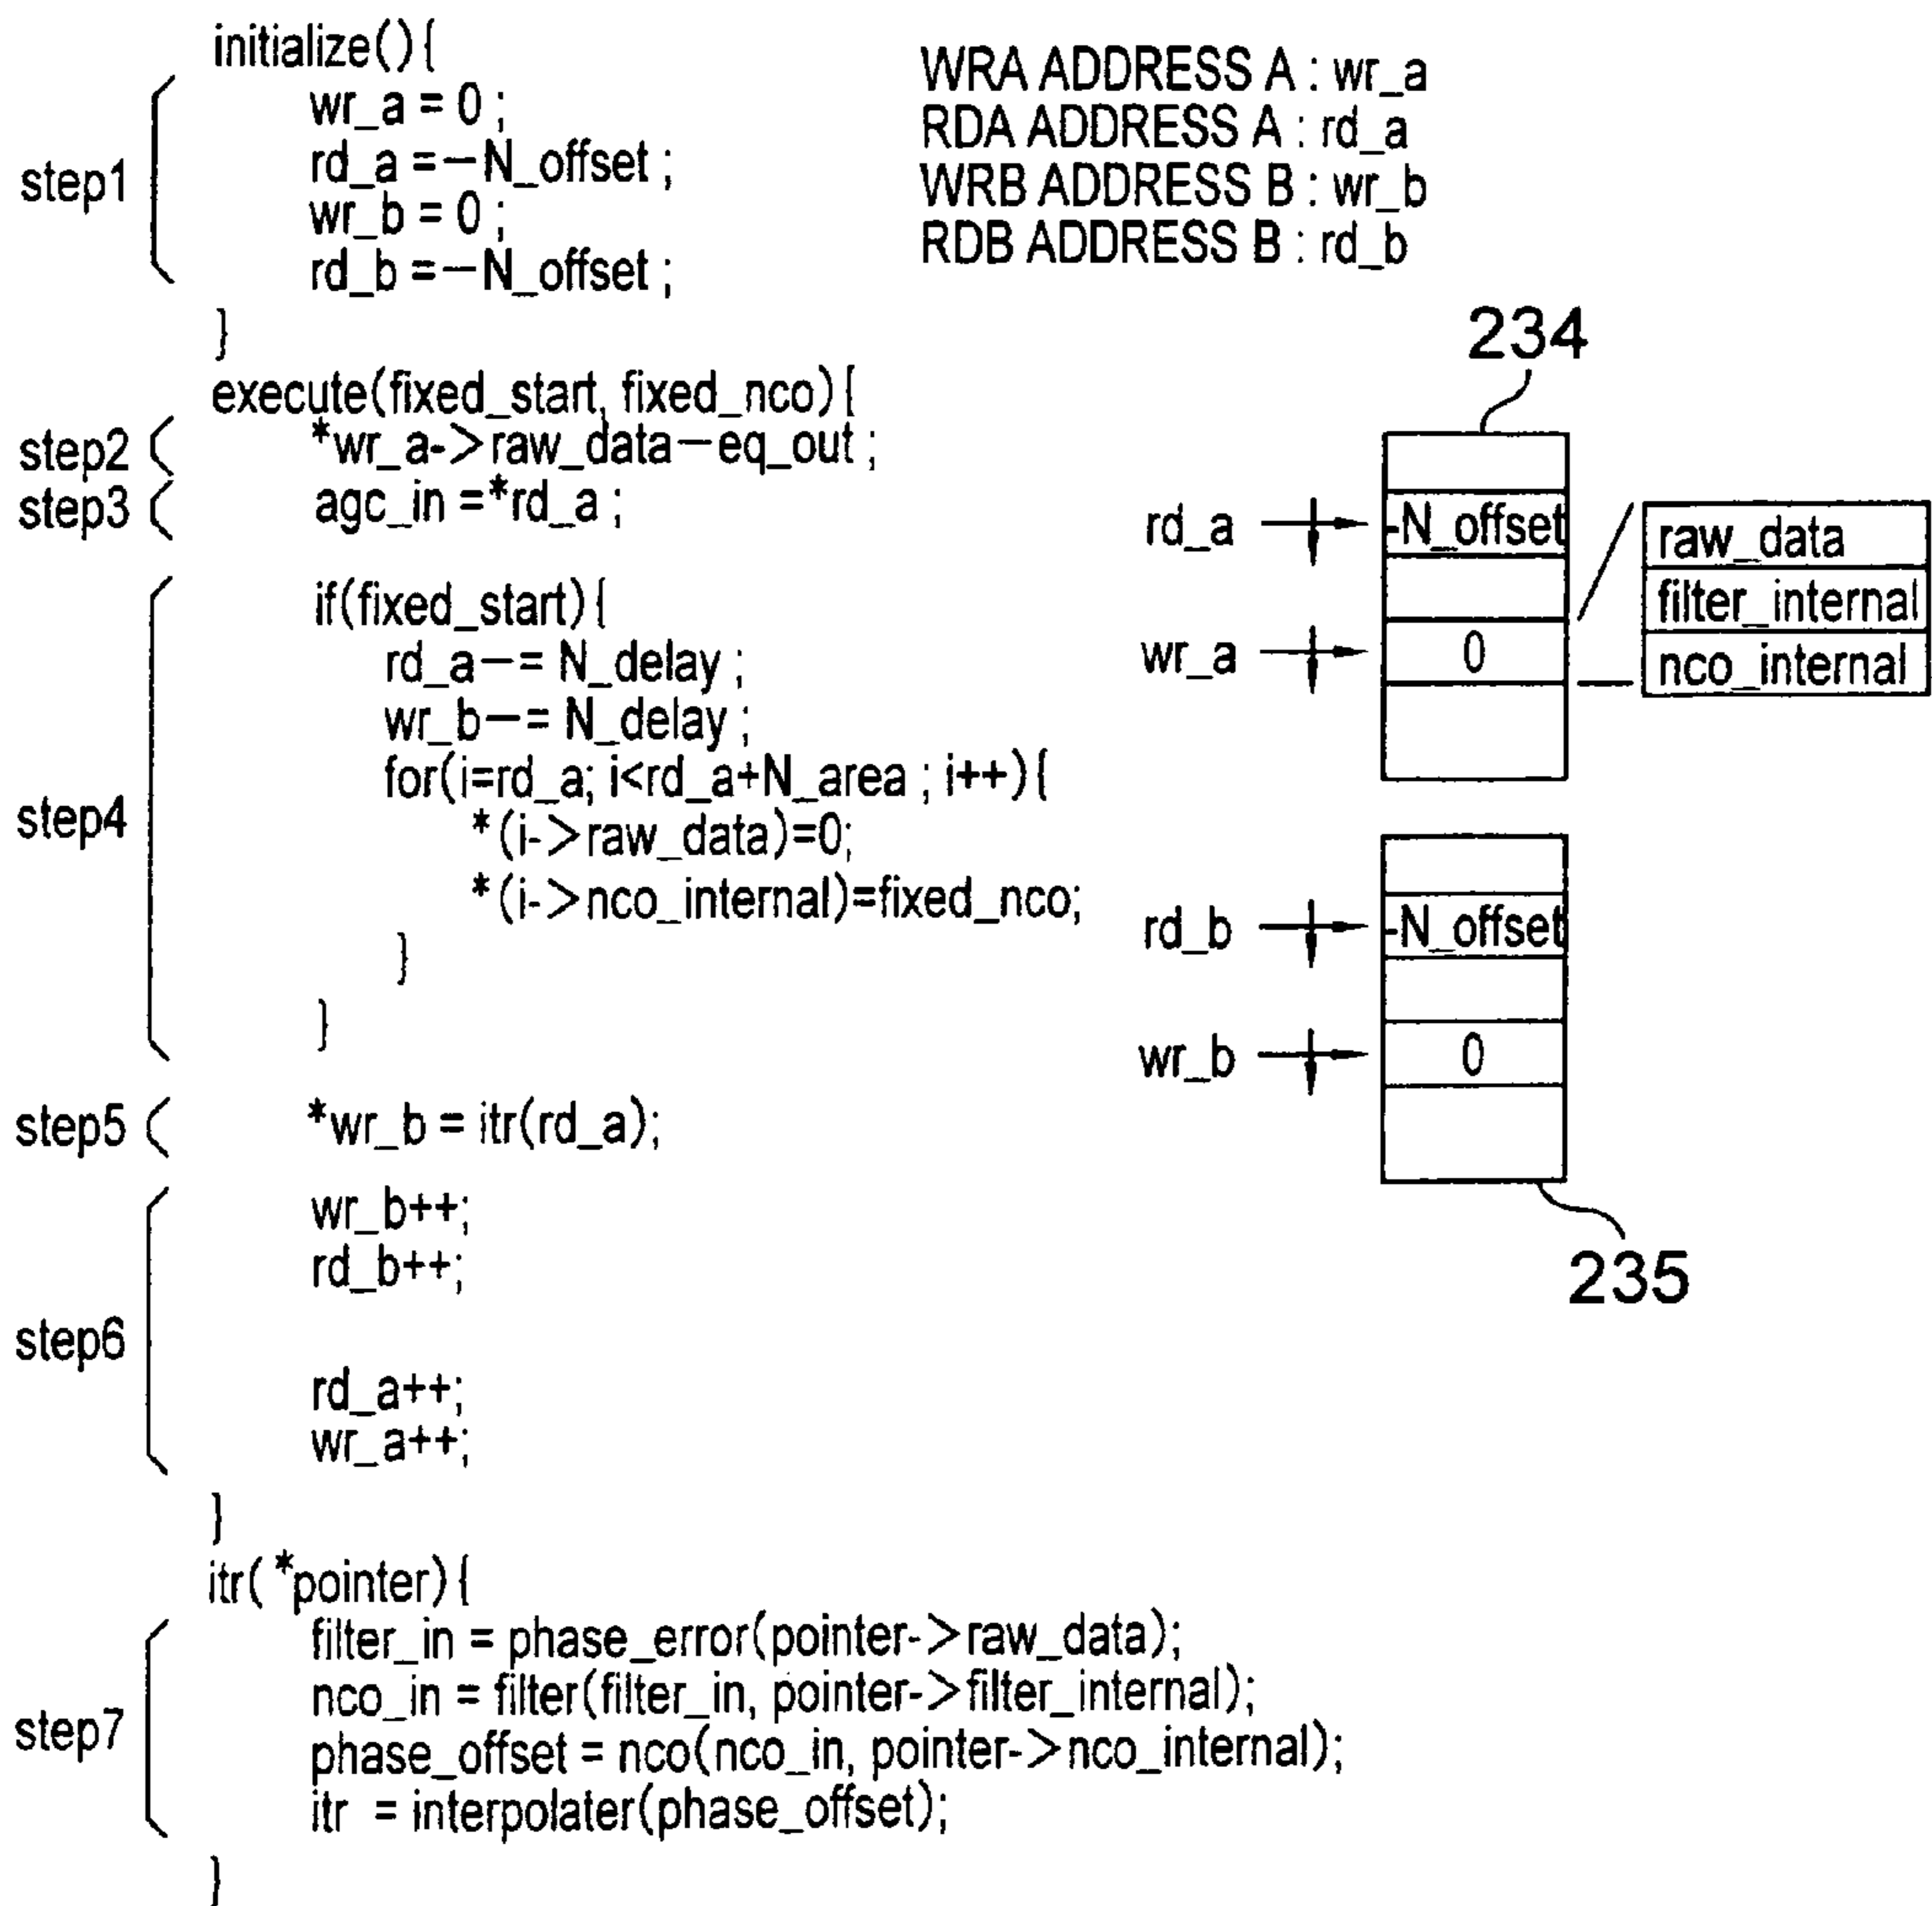 initialize(){
wr_a = 0 ;
rd_a =—N_offset ;
wr_b = 0 ;
rd_b =—N_offset ;
}
step1
WRA ADDRESS A : wr_a
RDA ADDRESS A : rd_a
WRB ADDRESS B : wr_b
RDB ADDRESS B : rd_b
execute(fixed_start, fixed_nco){
step2
*wr_a->raw_data—eq_out ;
step3
agc_in =*rd_a ;
step4
if(fixed_start){
rd_a—= N_delay ;
wr_b—= N_delay ;
for(i=rd_a; i<rd_a+N_area ; i++){
*(i->raw_data)=0;
*(i->nco_internal)=fixed_nco;
}
}
step5
*wr_b = itr(rd_a);
step6
wr_b++;
rd_b++;
rd_a++;
wr_a++;
}
itr( *pointer){
step7
filter_in = phase_error(pointer->raw_data);
nco_in = filter(filter_in, pointer->filter_internal);
phase_offset = nco(nco_in, pointer->nco_internal);
itr = interpolater(phase_offset);
}
234
rd_a
-N_offset
wr_a
0
raw_data
filter_internal
nco_internal
rd_b
-N_offset
wr_b
0
235